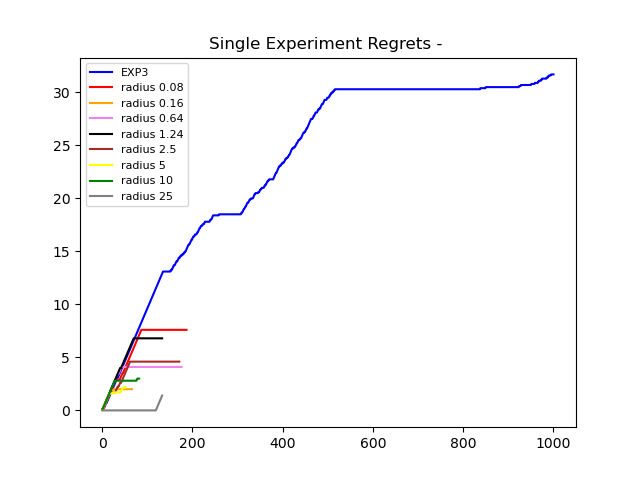 Single Experiment Regrets -
EXP3
radius 0.08
radius 0.16
radius 0.64
radius 1.24
radius 2.5
radius 5
radius 10
radius 25
30
25
20
15
10
5
0
0 200 400 600 800 1000